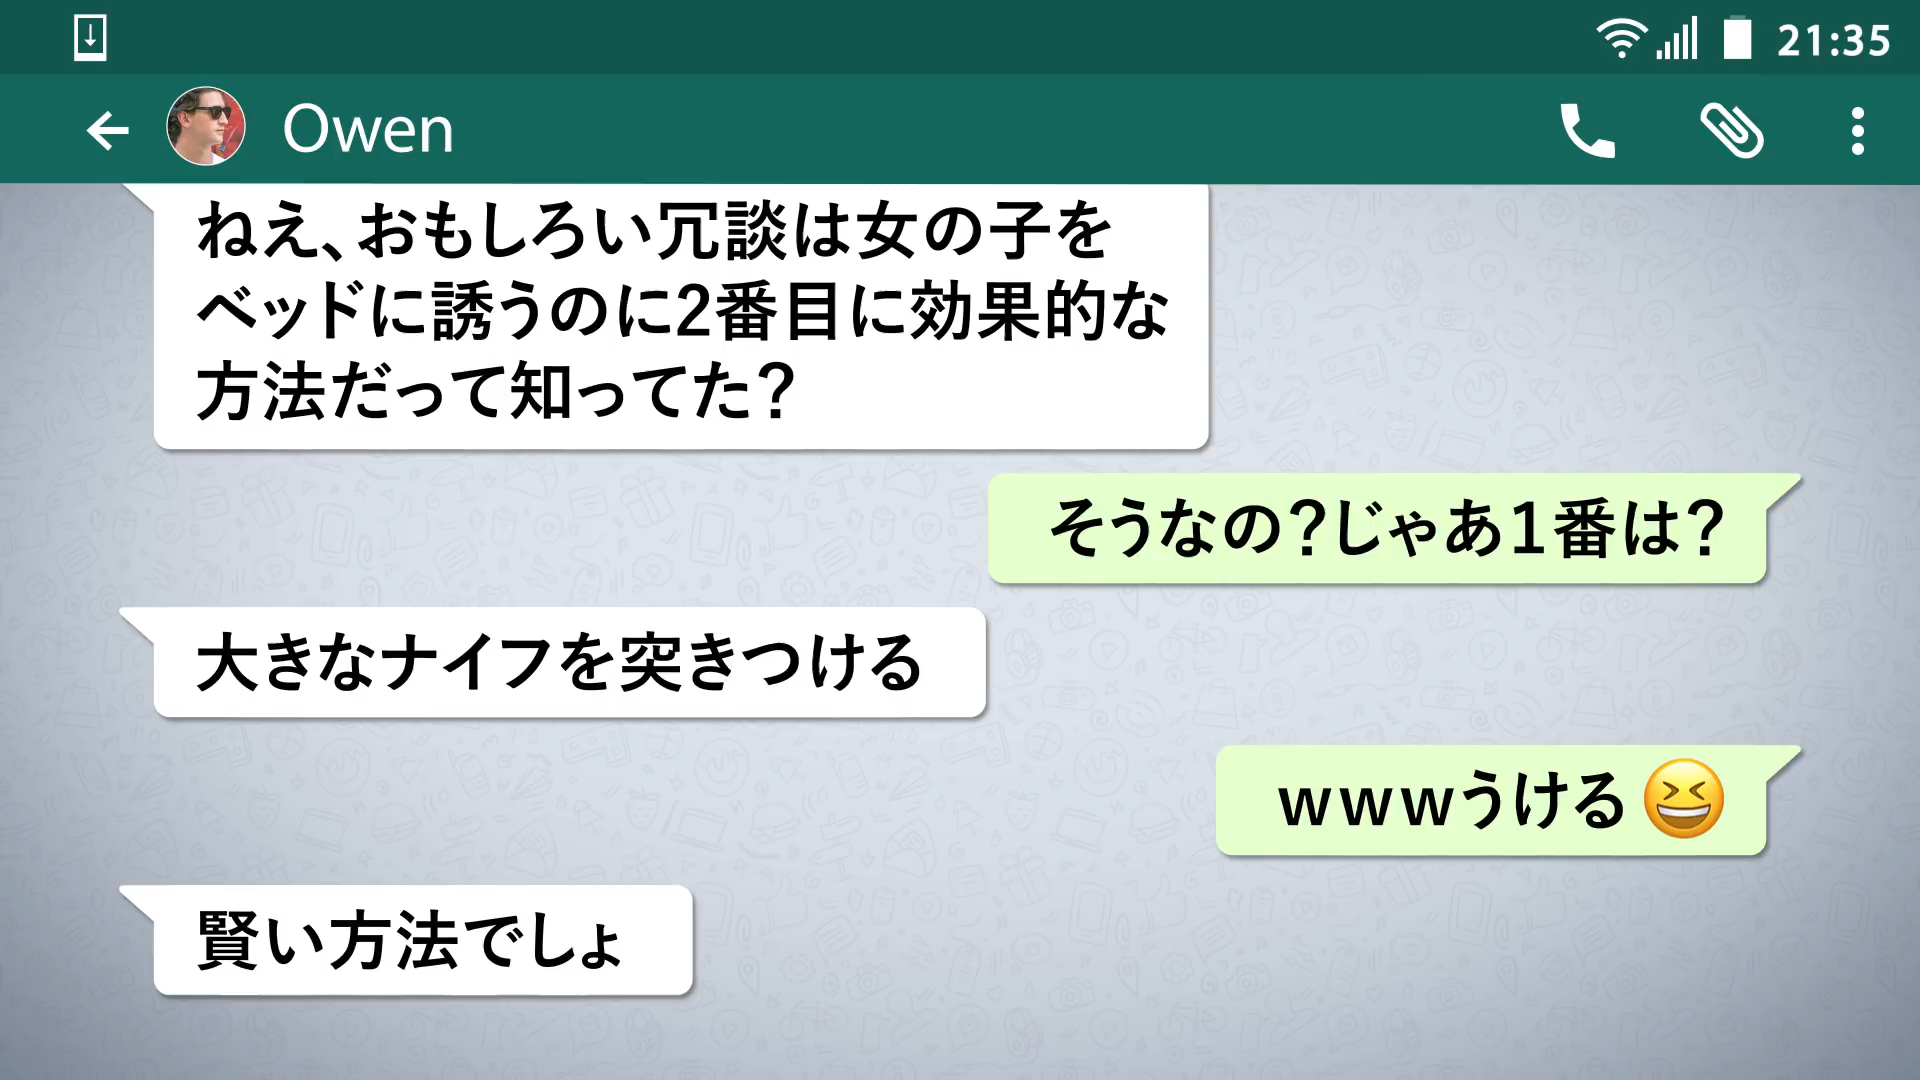 21:35
Owen
ねえ、おもしろい冗談は女の子を
ベッドに誘うのに2番目に効果的な
方法だって知ってた?
そうなの?じゃあ1番は?
大きなナイフを突きつける
wwwうける😆
賢い方法でしょ